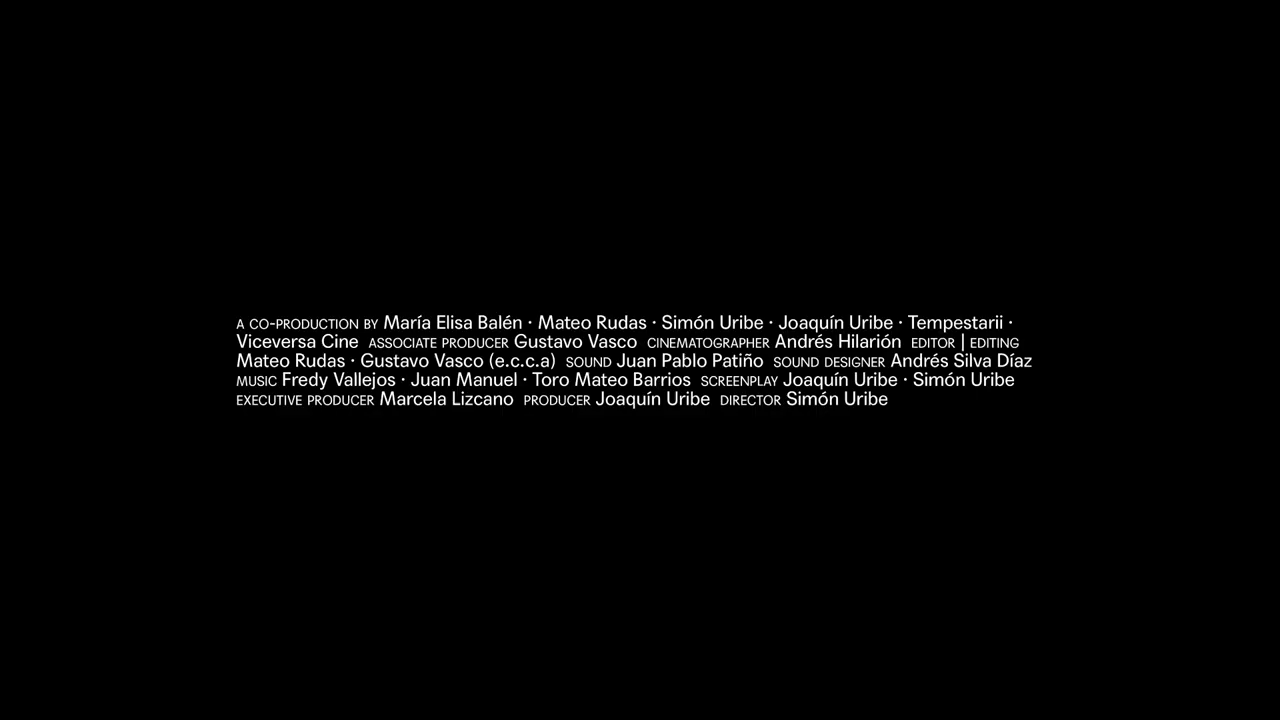 A CO-PRODUCTION BY María Elisa Balén · Mateo Rudas · Simón Uribe · Joaquín Uribe · Tempestarii ·
Viceversa Cine ASSOCIATE PRODUCER Gustavo Vasco CINEMATOGRAPHER Andrés Hilarión EDITOR | EDITING
Mateo Rudas · Gustavo Vasco (e.c.c.a) SOUND Juan Pablo Patiño SOUND DESIGNER Andrés Silva Díaz
MUSIC Fredy Vallejos · Juan Manuel · Toro Mateo Barrios SCREENPLAY Joaquín Uribe · Simón Uribe
EXECUTIVE PRODUCER Marcela Lizcano PRODUCER Joaquín Uribe DIRECTOR Simón Uribe